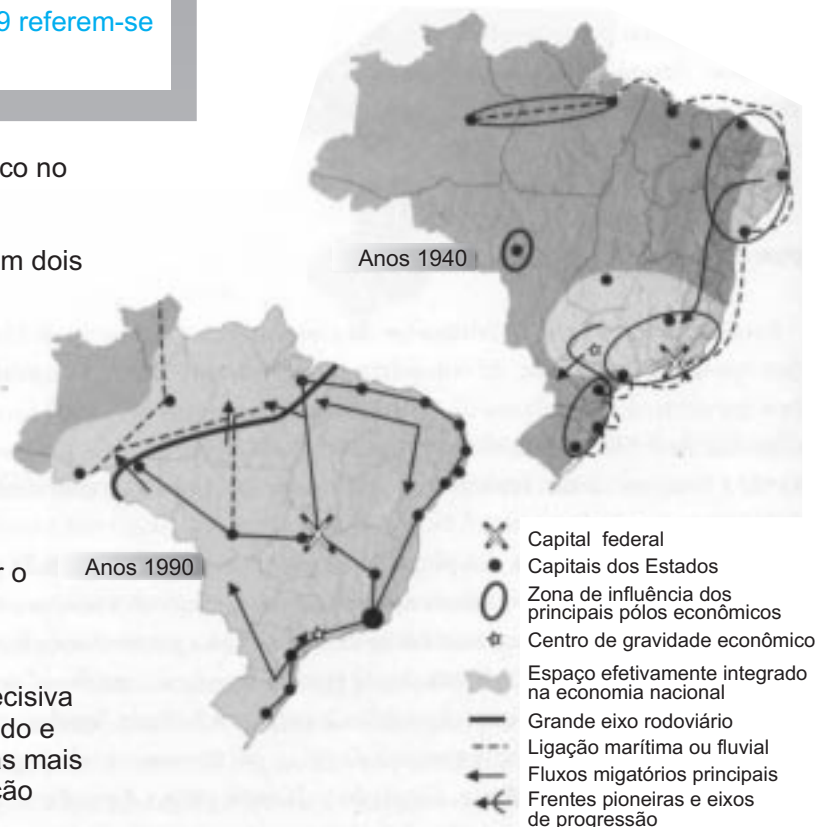 9 referem-se
co no
m dois
r o
ecisiva
do e
as mais
ção
Anos 1940
Anos 1990
Capital federal
Capitais dos Estados
Zona de influência dos
principais pólos econômicos
Centro de gravidade econômico
Espaço efetivamente integrado
na economia nacional
Grande eixo rodoviário
Ligação marítima ou fluvial
Fluxos migatórios principais
Frentes pioneiras e eixos
de progressão